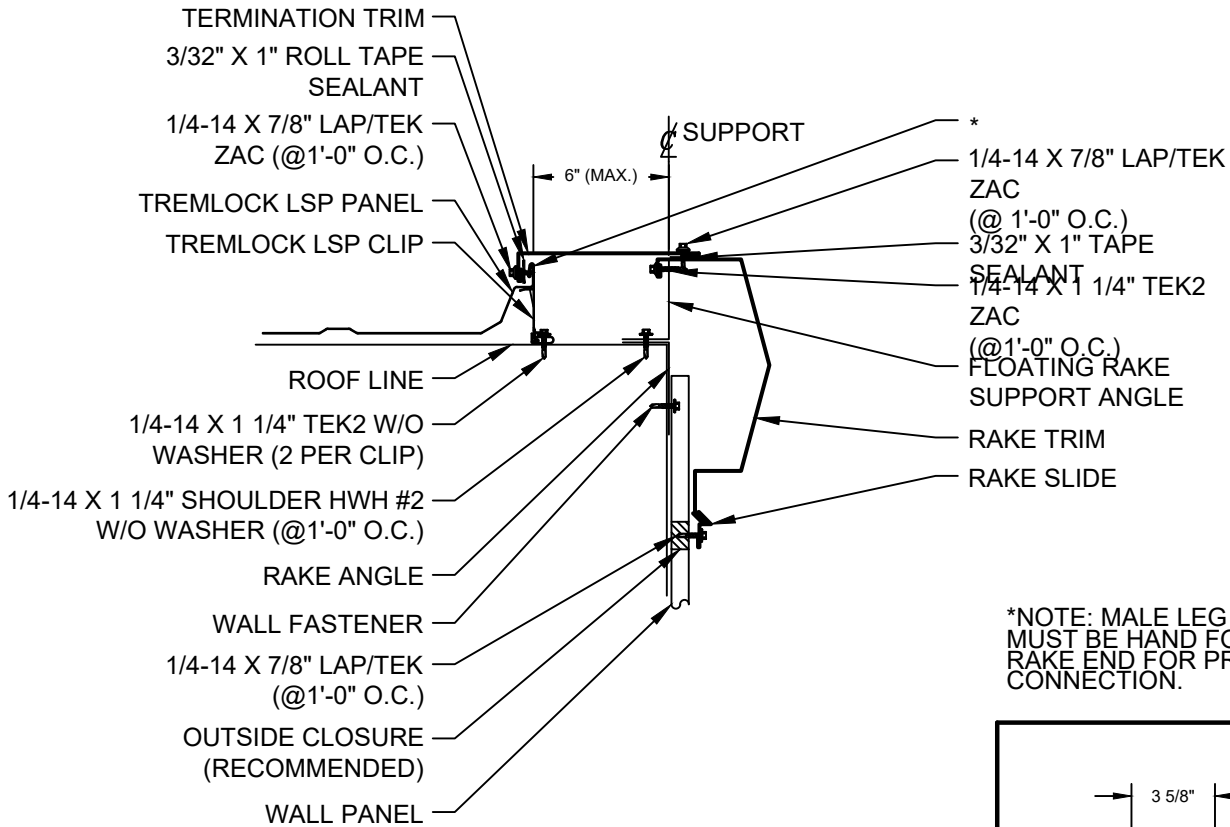 TERMINATION TRIM
3/32" X 1" ROLL TAPE
SEALANT
1/4-14 X 7/8" LAP/TEK
ZAC (@1'-0" O.C.)
TREMLOCK LSP PANEL
TREMLOCK LSP CLIP
ROOF LINE
1/4-14 X 1 1/4" TEK2 W/O
WASHER (2 PER CLIP)
1/4-14 X 1 1/4" SHOULDER HWH #2
W/O WASHER (@1'-0" O.C.)
RAKE ANGLE
WALL FASTENER
1/4-14 X 7/8" LAP/TEK
(@1'-0" O.C.)
OUTSIDE CLOSURE
(RECOMMENDED)
WALL PANEL
6" (MAX.)
℄ SUPPORT
*
1/4-14 X 7/8" LAP/TEK
ZAC
(@ 1'-0" O.C.)
3/32" X 1" TAPE
SEALANT
1/4-14 X 1 1/4" TEK2
ZAC
(@1'-0" O.C.)
FLOATING RAKE
SUPPORT ANGLE
RAKE TRIM
RAKE SLIDE
*NOTE: MALE LEG
MUST BE HAND
RAKE END FOR
CONNECTION.
3 5/8"